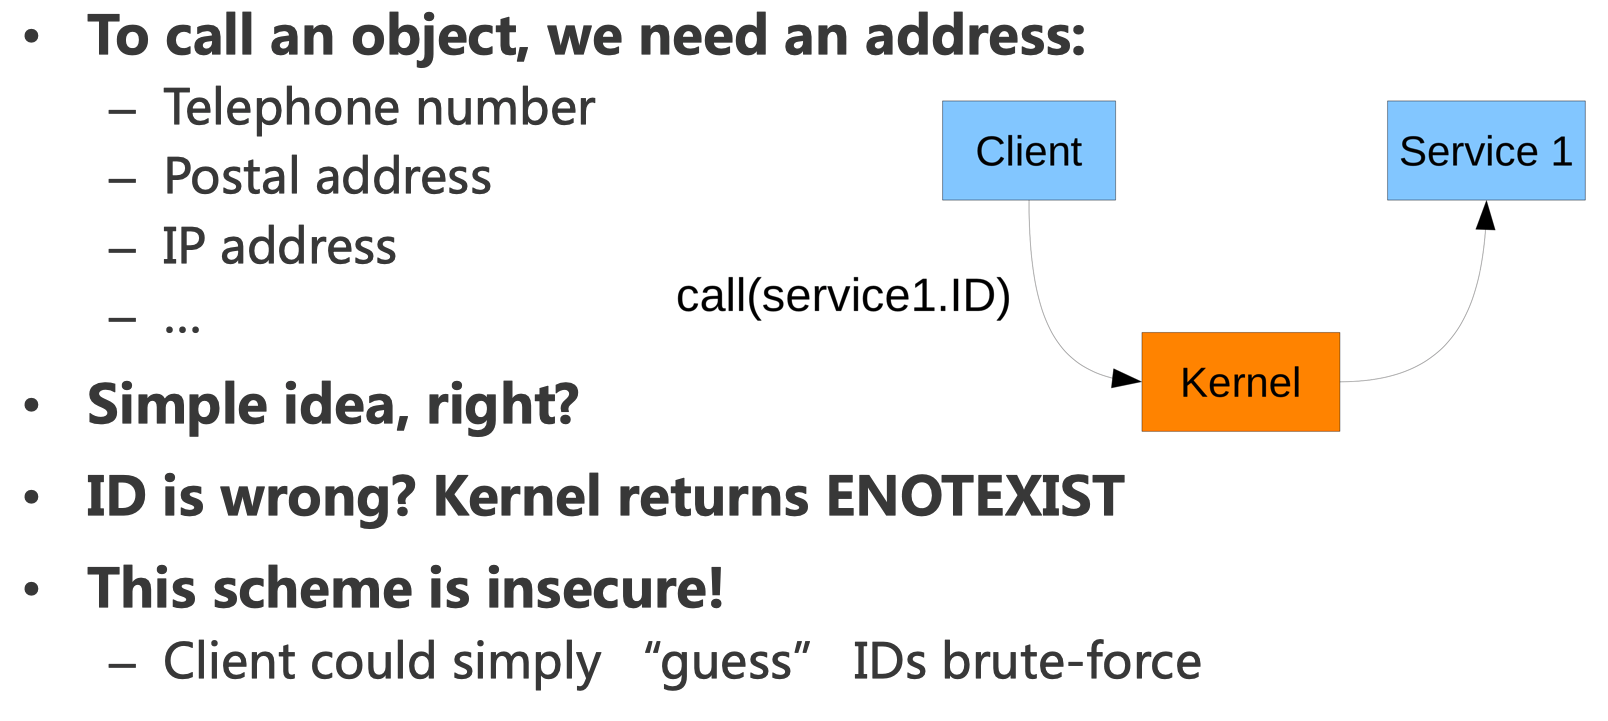 • To call an object, we need an address:
– Telephone number
– Postal address
– IP address
– ...
• Simple idea, right?
• ID is wrong? Kernel returns ENOTEXIST
• This scheme is insecure!
– Client could simply “guess” IDs brute-force
Client
Service 1
call(service1.ID)
Kernel